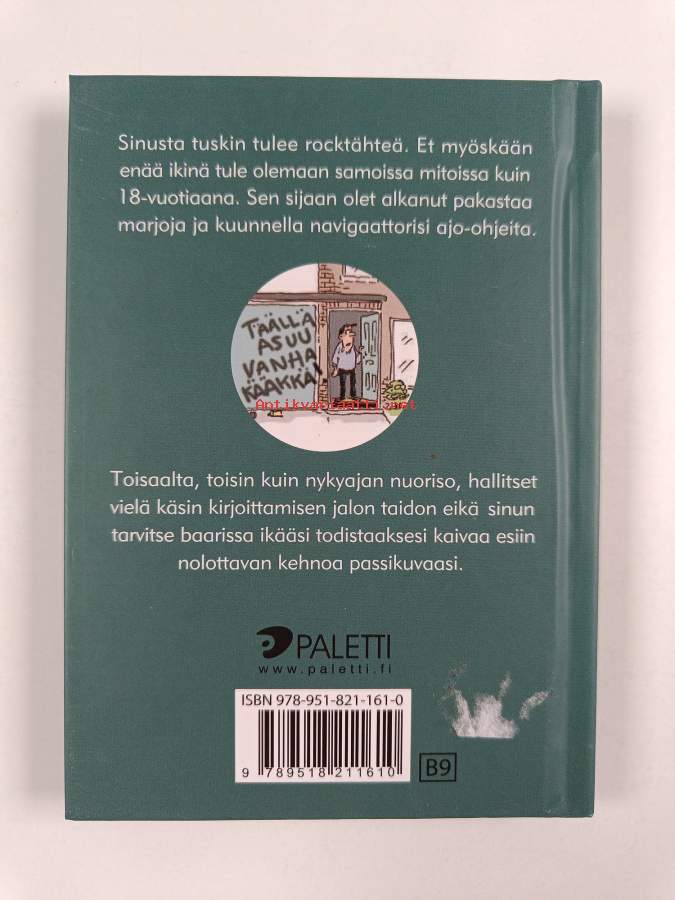 Sinusta tuskin tulee rocktähteä. Et myöskään
enää ikinä tule olemaan samoissa mitoissa kuin
18-vuotiaana. Sen sijaan olet alkanut pakastaa
marjoja ja kuunnella navigaattorisi ajo-ohjeita.
TÄÄLLÄ
ASUU
VANHA
KÄÄKKÄ!
Antikvariaatti.net
Toisaalta, toisin kuin nykyajan nuoriso, hallitset
vielä käsin kirjoittamisen jalon taidon eikä sinun
tarvitse baarissa ikääsi todistaaksesi kaivaa esiin
nolottavan kehnoa passikuvaasi.
PALETTI
www.paletti.fi
ISBN 978-951-821-161-0
9 789518 211610
B9